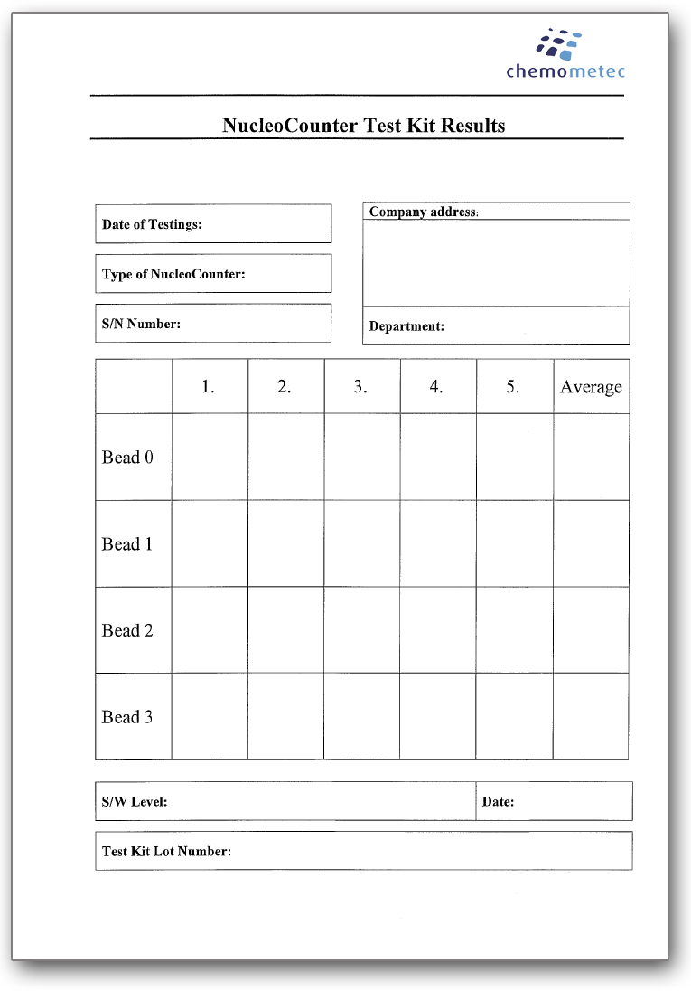 chemometec
NucleoCounter Test Kit Results
Date of Testings:
Type of NucleoCounter:
S/N Number:
Company address:
Department:
1. 2. 3. 4. 5. Average
Bead 0
Bead 1
Bead 2
Bead 3
S/W Level: Date:
Test Kit Lot Number: